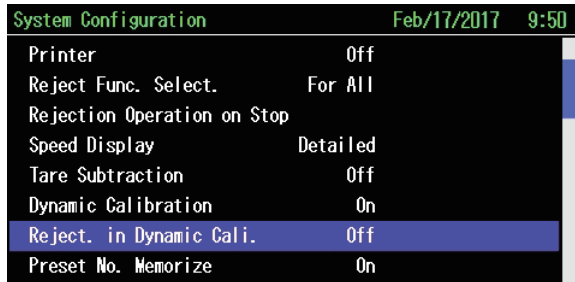 System Configuration Feb/17/2017 9:50
Printer Off
Reject Func. Select. For All
Rejection Operation on Stop
Speed Display Detailed
Tare Subtraction Off
Dynamic Calibration On
Reject. in Dynamic Cali. Off
Preset No. Memorize On